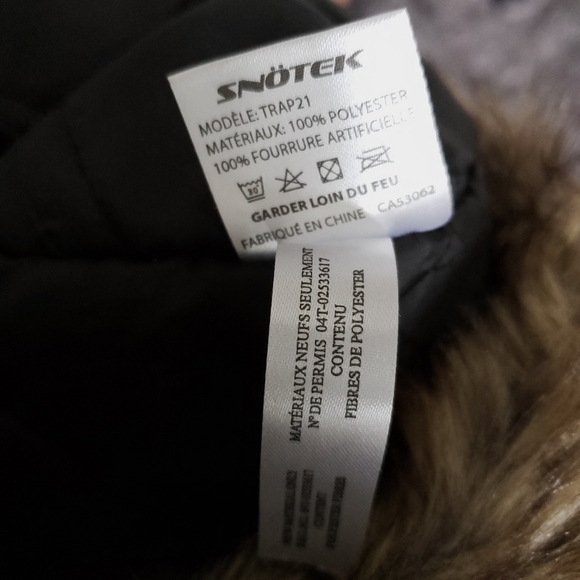 SNÖTEK
MODÈLE: TRAP21
MATÉRIAUX: 100% POLYESTER
100% FOURRURE ARTIFICIELLE
30
GARDER LOIN DU FEU
FABRIQUÉ EN CHINE CA53062
MATÉRIAUX NEUFS SEULEMENT
N° DE PERMIS 04T-02533617
CONTENU
FIBRES DE POLYESTER